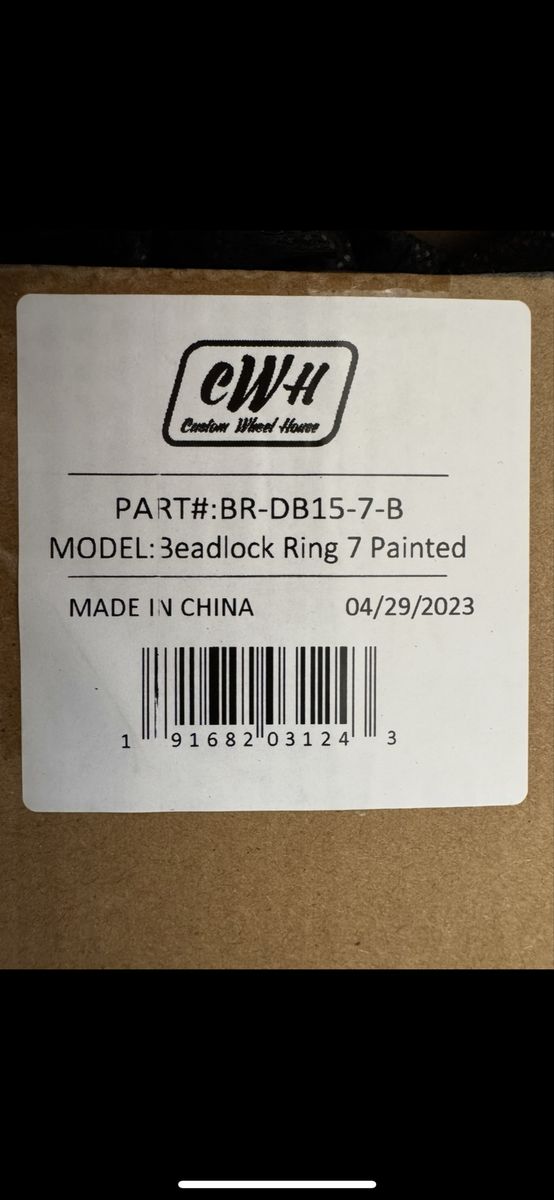 CWH
Custom Wheel House
PART#:BR-DB15-7-B
MODEL:Beadlock Ring 7 Painted
MADE IN CHINA 04/29/2023
1 91682 03124 3